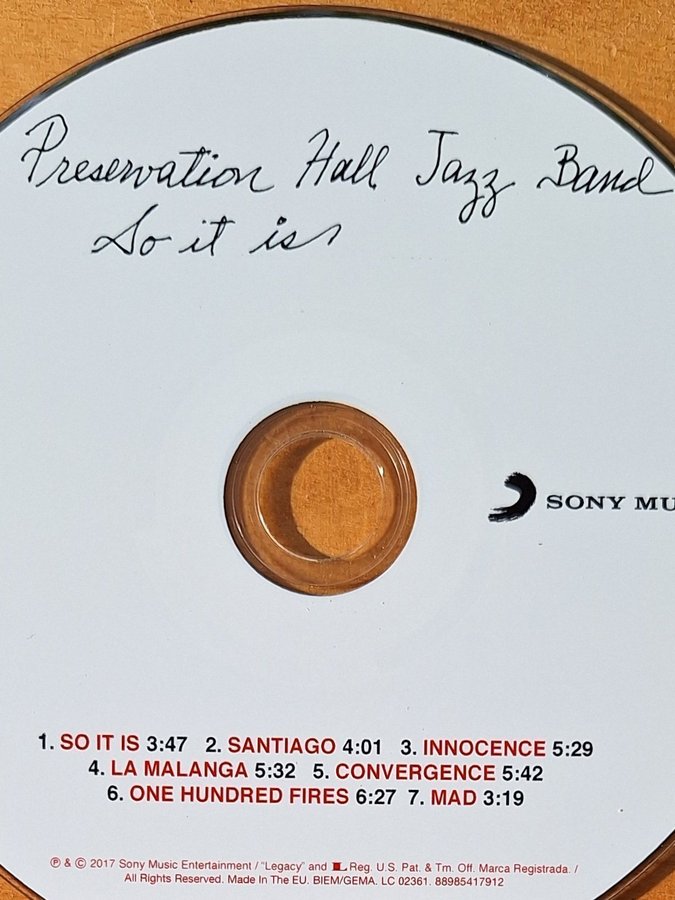 Preservation Hall Jazz Band
So it is
SONY MU
1. SO IT IS 3:47 2. SANTIAGO 4:01 3. INNOCENCE 5:29
4. LA MALANGA 5:32 5. CONVERGENCE 5:42
6. ONE HUNDRED FIRES 6:27 7. MAD 3:19
℗ & © 2017 Sony Music Entertainment / "Legacy" and L Reg. U.S. Pat. & Tm. Off. Marca Registrada. /
All Rights Reserved. Made In The EU. BIEM/GEMA. LC 02361. 88985417912